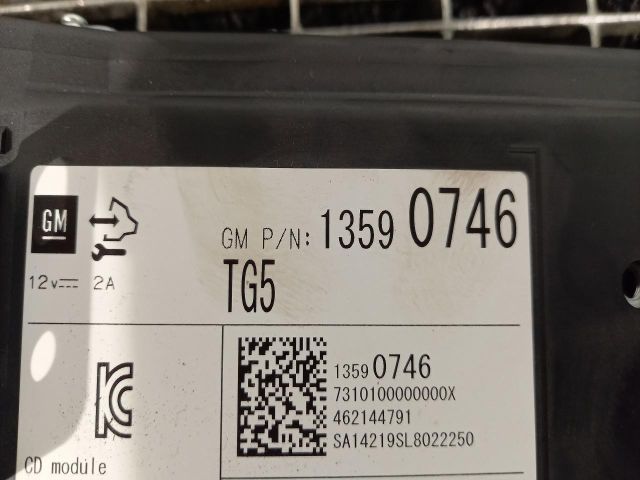 GM
GM P/N: 1359 0746
12v 2A
TG5
1359 0746
7310100000000X
462144791
SA14219SL8022250
CD module